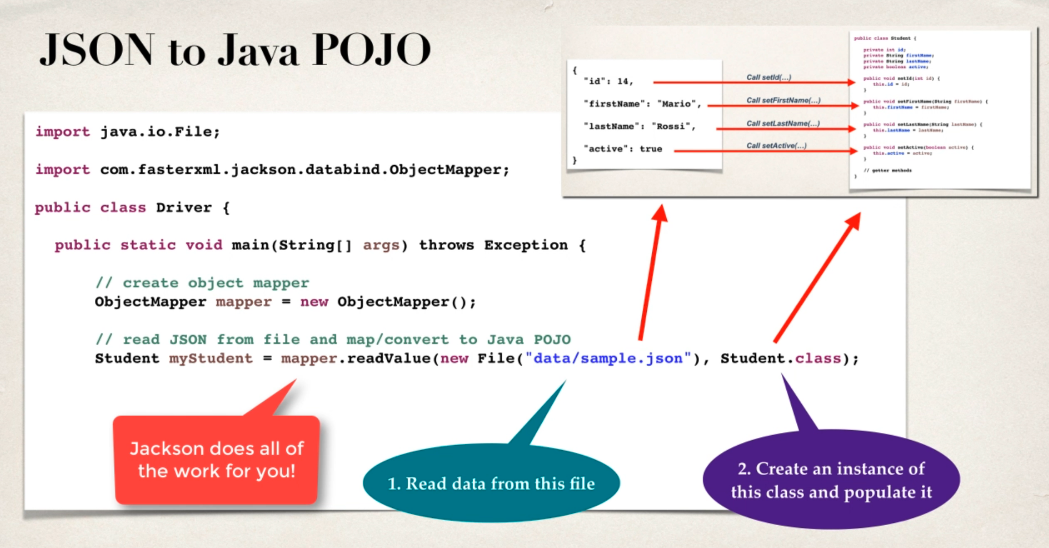 JSON to Java POJO
import java.io.File;
import com.fasterxml.jackson.databind.ObjectMapper;
public class Driver {
public static void main(String[] args) throws Exception {
// create object mapper
ObjectMapper mapper = new ObjectMapper();
// read JSON from file and map/convert to Java POJO
Student myStudent = mapper.readValue(new File("data/sample.json"), Student.class);
{
"id": 14,
"firstName": "Mario",
"lastName": "Rossi",
"active": true
}
Call setId(...)
Call setFirstName(...)
Call setLastName(...)
Call setActive(...)
public class Student {
private int id;
private String firstName;
private String lastName;
private boolean active;
public void setId(int id) {
this.id = id;
}
public void setFirstName(String firstName) {
this.firstName = firstName;
}
public void setLastName(String lastName) {
this.lastName = lastName;
}
public void setActive(boolean active) {
this.active = active;
}
// getter methods
}
Jackson does all of
the work for you!
1. Read data from this file
2. Create an instance of
this class and populate it